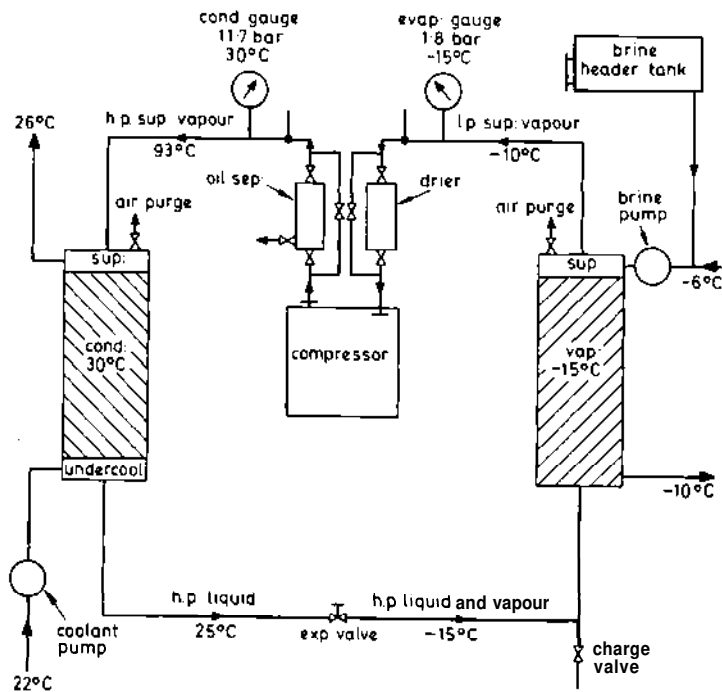 cond gauge
11·7 bar
30°C
evap: gauge
1·8 bar
-15°C
brine
header tank
26°C
h.p. sup vapour
93°C
l.p sup: vapour
-10°C
oil sep:
drier
air purge
air purge
brine
pump
sup:
sup
-6°C
cond:
30°C
compressor
vap:
-15°C
undercool
-10°C
h.p liquid
25°C
exp valve
h.p liquid and vapour
-15°C
coolant
pump
22°C
charge
valve